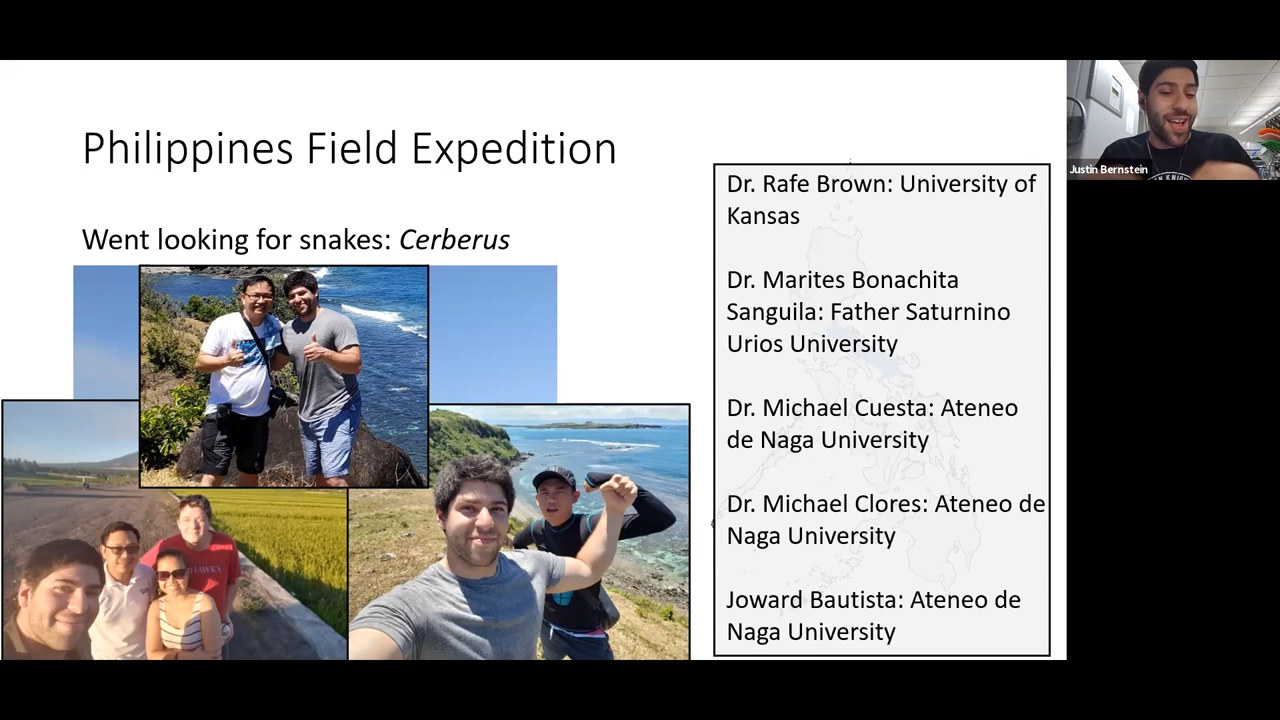 Philippines Field Expedition
Went looking for snakes: Cerberus
Dr. Rafe Brown: University of
Kansas
Dr. Marites Bonachita
Sanguila: Father Saturnino
Urios University
Dr. Michael Cuesta: Ateneo
de Naga University
Dr. Michael Clores: Ateneo de
Naga University
Joward Bautista: Ateneo de
Naga University
Justin Bernstein